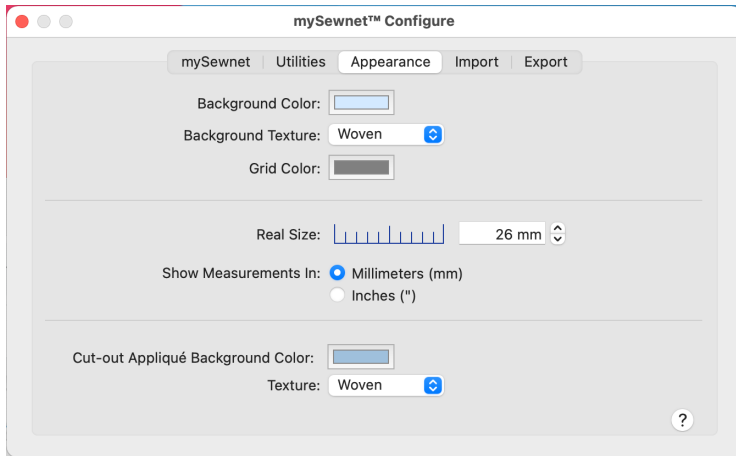 mySewnet™ Configure
mySewnet Utilities Appearance Import Export
Background Color:
Background Texture: Woven
Grid Color:
Real Size: 26 mm
Show Measurements In: Millimeters (mm)
Inches (")
Cut-out Appliqué Background Color:
Texture: Woven
?